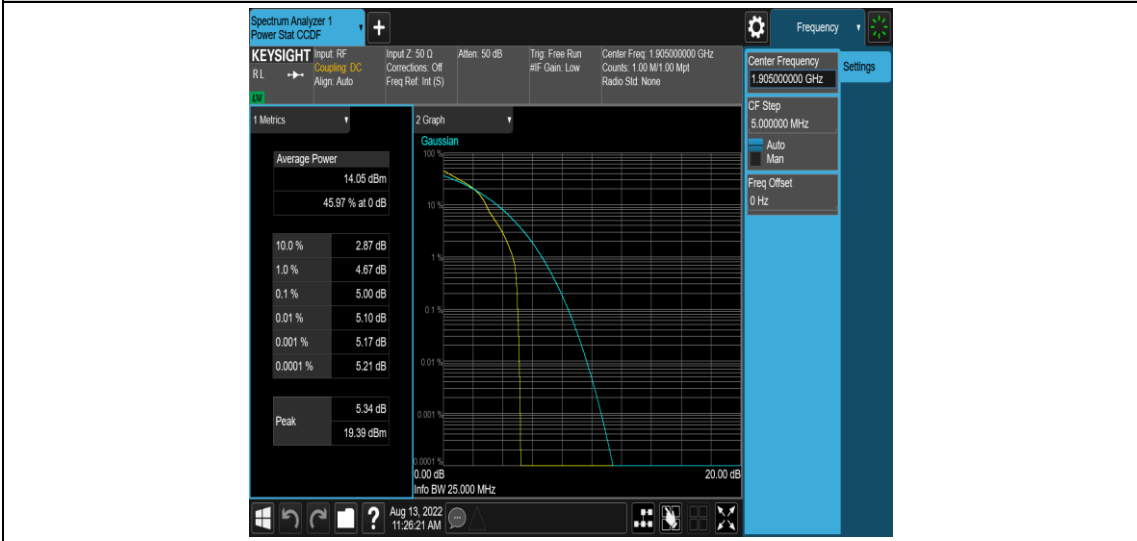 Spectrum Analyzer 1
Power Stat CCDF
+
Frequency
KEYSIGHT
RL
LXI
Input: RF
Coupling: DC
Align: Auto
Input Z: 50 Ω
Corrections: Off
Freq Ref: Int (S)
Atten: 50 dB
Trig: Free Run
#IF Gain: Low
Center Freq: 1.905000000 GHz
Counts: 1.00 M/1.00 Mpt
Radio Std: None
Center Frequency
1.905000000 GHz
Settings
CF Step
5.000000 MHz
Auto
Man
Freq Offset
0 Hz
1 Metrics
Average Power
14.05 dBm
45.97 % at 0 dB
10.0 % 2.87 dB
1.0 % 4.67 dB
0.1 % 5.00 dB
0.01 % 5.10 dB
0.001 % 5.17 dB
0.0001 % 5.21 dB
Peak 5.34 dB
19.39 dBm
2 Graph
Gaussian
100 %
10 %
1 %
0.1 %
0.01 %
0.001 %
0.0001 %
0.00 dB 20.00 dB
Info BW 25.000 MHz
?
Aug 13, 2022
11:26:21 AM